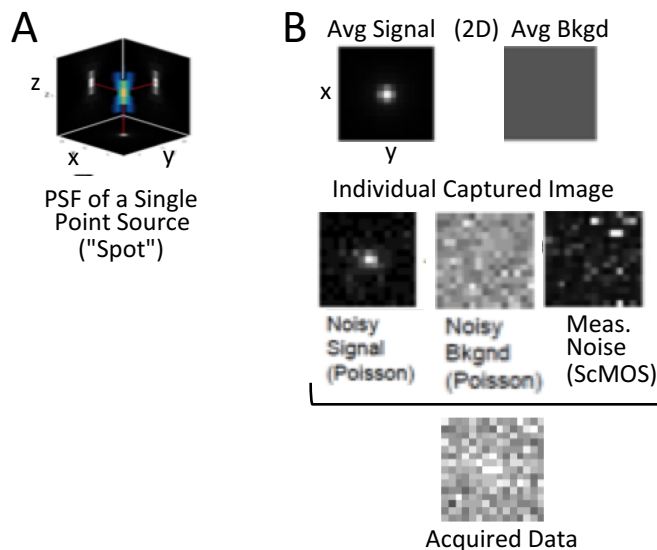 A
z
x
y
PSF of a Single
Point Source
("Spot")
B
Avg Signal (2D) Avg Bkgd
x
y
Individual Captured Image
Noisy
Signal
(Poisson)
Noisy
Bkgnd
(Poisson)
Meas.
Noise
(ScMOS)
Acquired Data